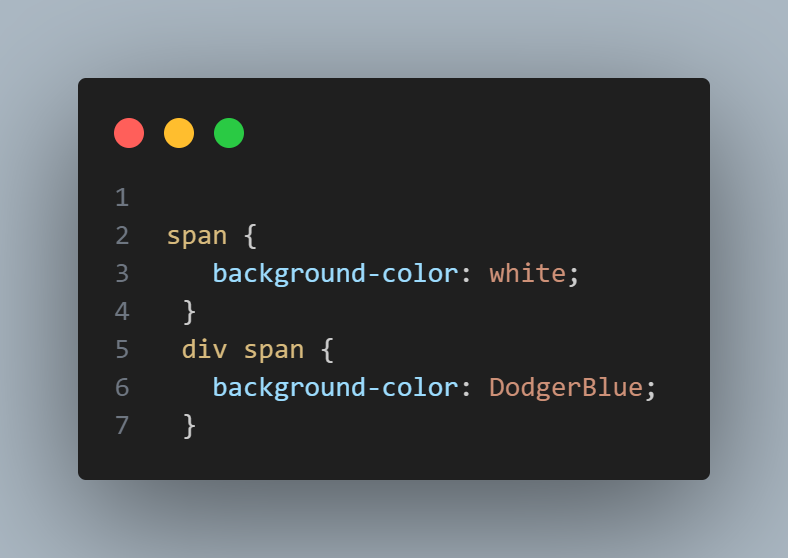 1
2 span {
3 background-color: white;
4 }
5 div span {
6 background-color: DodgerBlue;
7 }